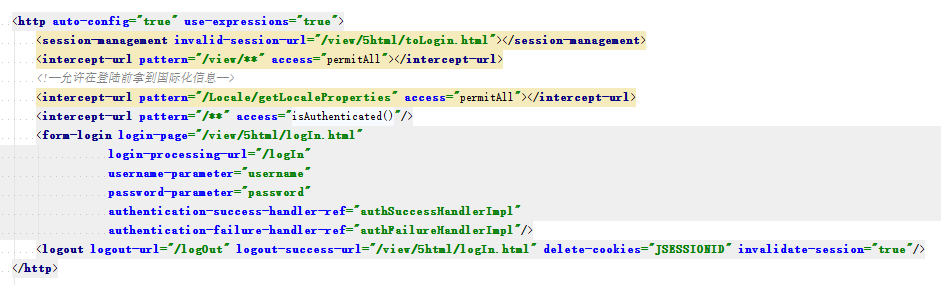 <http auto-config="true" use-expressions="true">
<session-management invalid-session-url="/view/5html/toLogin.html"></session-management>
<intercept-url pattern="/view/**" access="permitAll"></intercept-url>
<!--允许在登陆前拿到国际化信息-->
<intercept-url pattern="/Locale/getLocaleProperties" access="permitAll"></intercept-url>
<intercept-url pattern="/**" access="isAuthenticated()"/>
<form-login login-page="/view/5html/logIn.html"
login-processing-url="/logIn"
username-parameter="username"
password-parameter="password"
authentication-success-handler-ref="authSuccessHandlerImpl"
authentication-failure-handler-ref="authFailureHandlerImpl"/>
<logout logout-url="/logOut" logout-success-url="/view/5html/logIn.html" delete-cookies="JSESSIONID" invalidate-session="true"/>
</http>